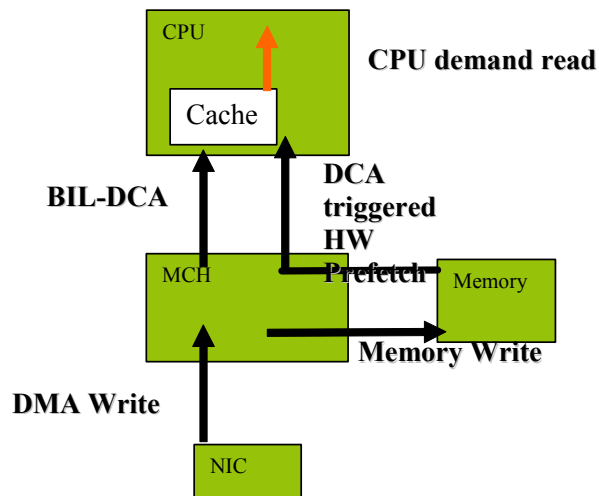 CPU
CPU demand read
Cache
BIL-DCA
DCA
triggered
HW
Prefetch
MCH
Memory
Memory Write
DMA Write
NIC